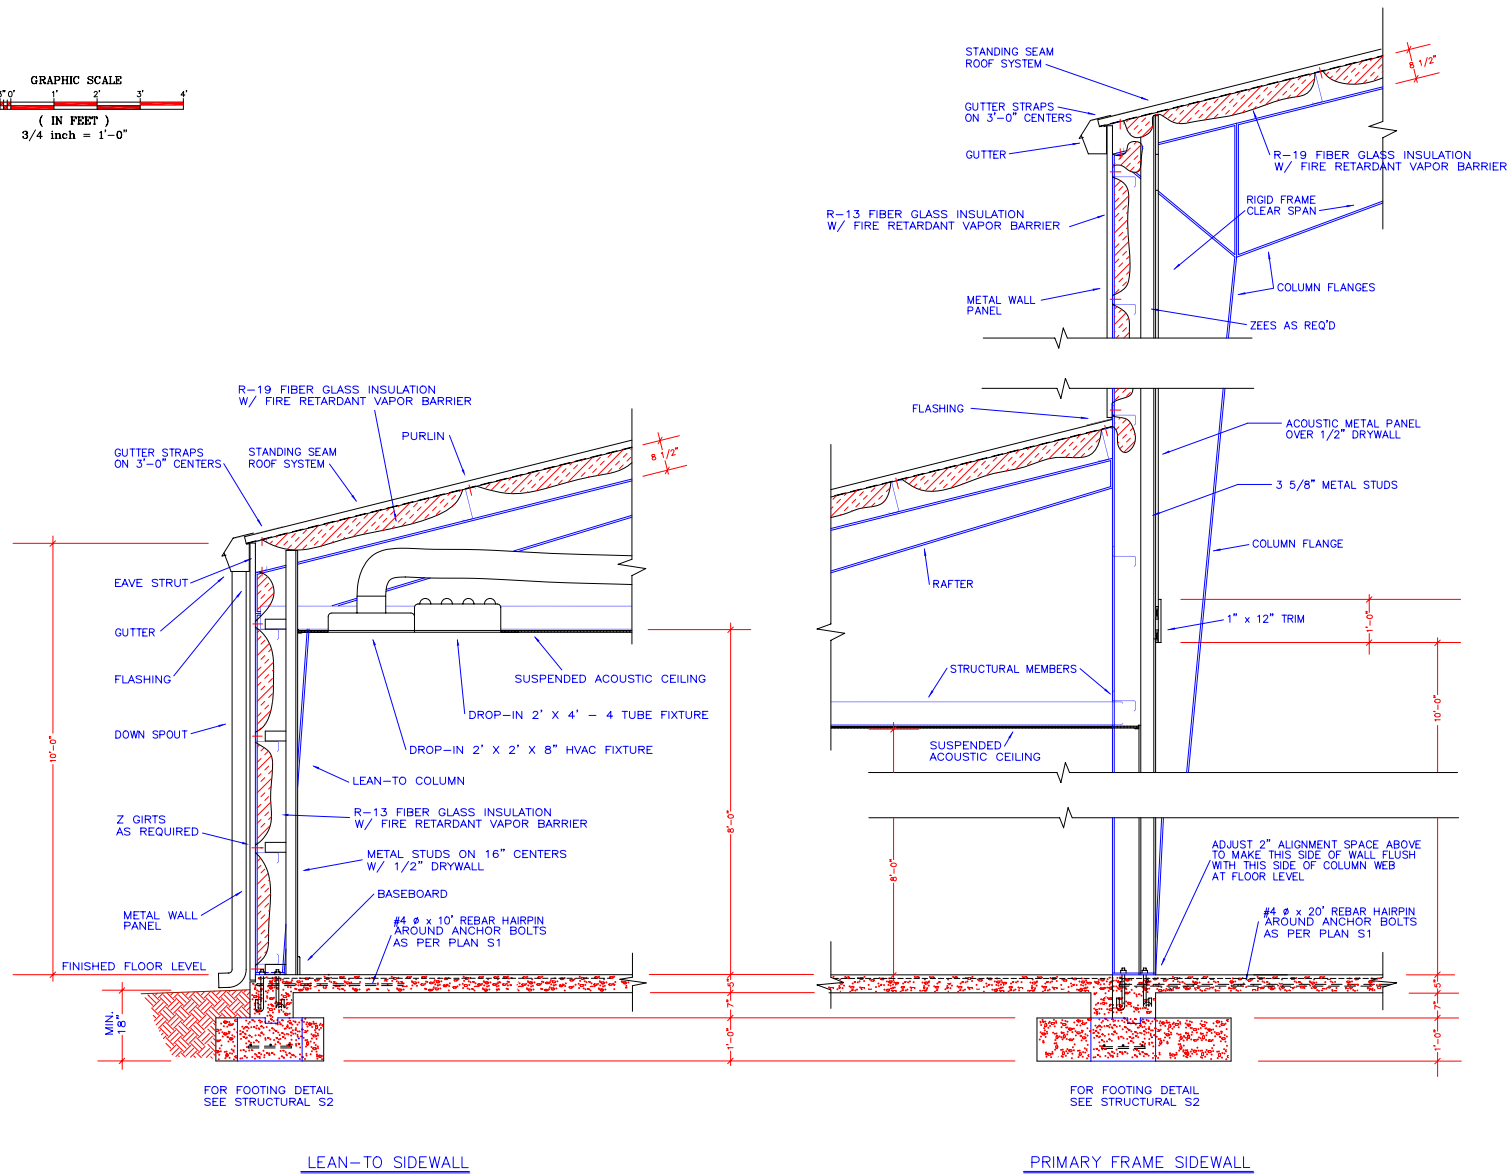 GRAPHIC SCALE
0' 1' 2' 3' 4'
( IN FEET )
3/4 inch = 1'-0"
STANDING SEAM
ROOF SYSTEM
8 1/2"
GUTTER STRAPS
ON 3'-0" CENTERS
GUTTER
R-19 FIBER GLASS INSULATION
W/ FIRE RETARDANT VAPOR BARRIER
RIGID FRAME
CLEAR SPAN
R-13 FIBER GLASS INSULATION
W/ FIRE RETARDANT VAPOR BARRIER
COLUMN FLANGES
METAL WALL
PANEL
ZEES AS REQ'D
FLASHING
ACOUSTIC METAL PANEL
OVER 1/2" DRYWALL
3 5/8" METAL STUDS
COLUMN FLANGE
RAFTER
1" x 12" TRIM
1'-0"
STRUCTURAL MEMBERS
10'-0"
SUSPENDED
ACOUSTIC CEILING
8'-0"
ADJUST 2" ALIGNMENT SPACE ABOVE
TO MAKE THIS SIDE OF WALL FLUSH
WITH THIS SIDE OF COLUMN WEB
AT FLOOR LEVEL
#4 ø x 20' REBAR HAIRPIN
AROUND ANCHOR BOLTS
AS PER PLAN S1
5"
7"
1'-0"
FOR FOOTING DETAIL
SEE STRUCTURAL S2
PRIMARY FRAME SIDEWALL
R-19 FIBER GLASS INSULATION
W/ FIRE RETARDANT VAPOR BARRIER
PURLIN
GUTTER STRAPS
ON 3'-0" CENTERS
STANDING SEAM
ROOF SYSTEM
8 1/2"
EAVE STRUT
GUTTER
FLASHING
SUSPENDED ACOUSTIC CEILING
DROP-IN 2' X 4' - 4 TUBE FIXTURE
DOWN SPOUT
DROP-IN 2' X 2' X 8" HVAC FIXTURE
10'-0"
LEAN-TO COLUMN
Z GIRTS
AS REQUIRED
R-13 FIBER GLASS INSULATION
W/ FIRE RETARDANT VAPOR BARRIER
8'-0"
METAL STUDS ON 16" CENTERS
W/ 1/2" DRYWALL
BASEBOARD
METAL WALL
PANEL
#4 ø x 10' REBAR HAIRPIN
AROUND ANCHOR BOLTS
AS PER PLAN S1
FINISHED FLOOR LEVEL
5"
7"
1'-0"
MIN.
18"
FOR FOOTING DETAIL
SEE STRUCTURAL S2
LEAN-TO SIDEWALL